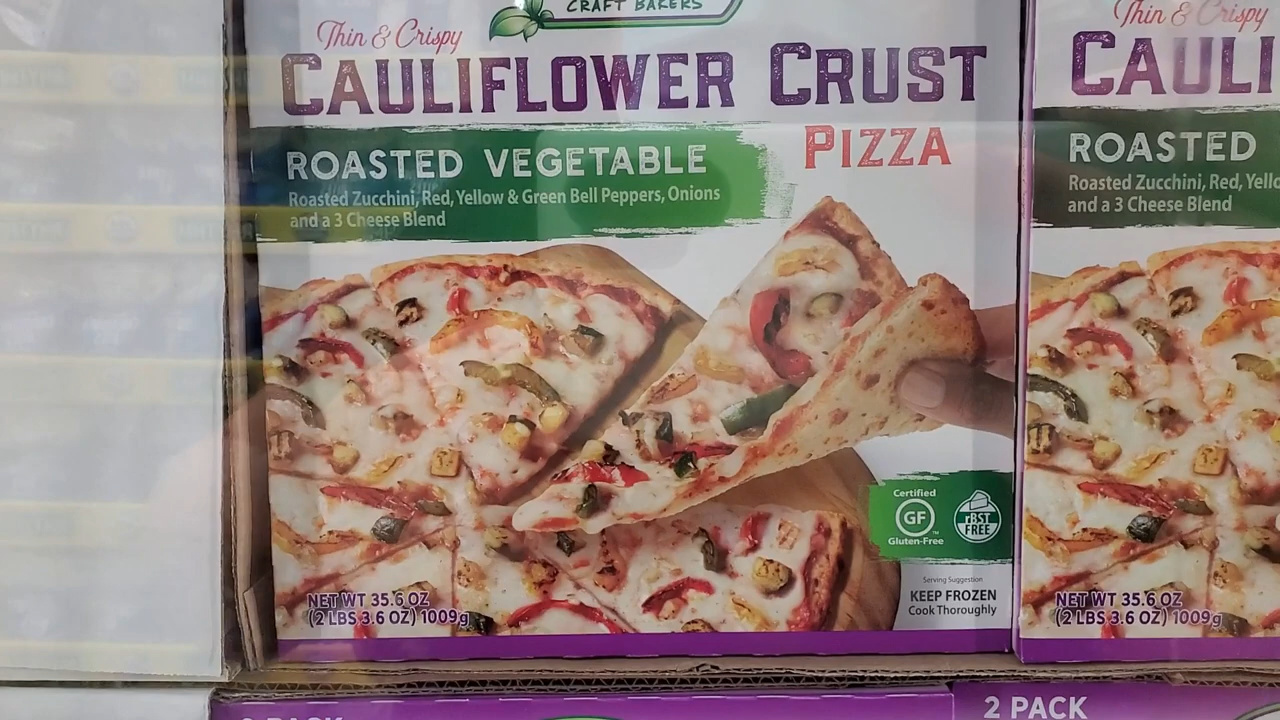 CRAFT BAKERS
Thin & Crispy
CAULIFLOWER CRUST
PIZZA
ROASTED VEGETABLE
Roasted Zucchini, Red, Yellow & Green Bell Peppers, Onions
and a 3 Cheese Blend
Certified
GF
Gluten-Free
rBST
FREE
Serving Suggestion
KEEP FROZEN
Cook Thoroughly
NET WT 35.6 OZ
(2 LBS 3.6 OZ) 1009g
Thin & Crispy
CAULI
ROASTED
Roasted Zucchini, Red, Yello
and a 3 Cheese Blend
NET WT 35.6 OZ
(2 LBS 3.6 OZ) 1009g
2 PACK
2 PACK